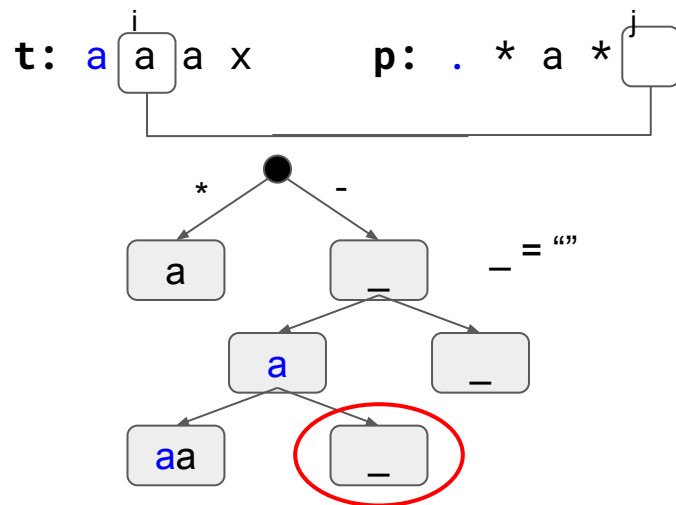 i j
t: a a a x p: . * a *
* -
a _ _ = “”
a _
aa _